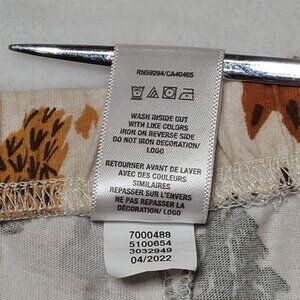 RN59284/CA40465
WASH INSIDE OUT
WITH LIKE COLORS
IRON ON REVERSE SIDE
DO NOT IRON DECORATION/
LOGO
RETOURNER AVANT DE LAVER
AVEC DES COULEURS
SIMILAIRES
REPASSER SUR L'ENVERS
NE PAS REPASSER LA
DÉCORATION/ LOGO
7000488
5100654
3032949
04/2022